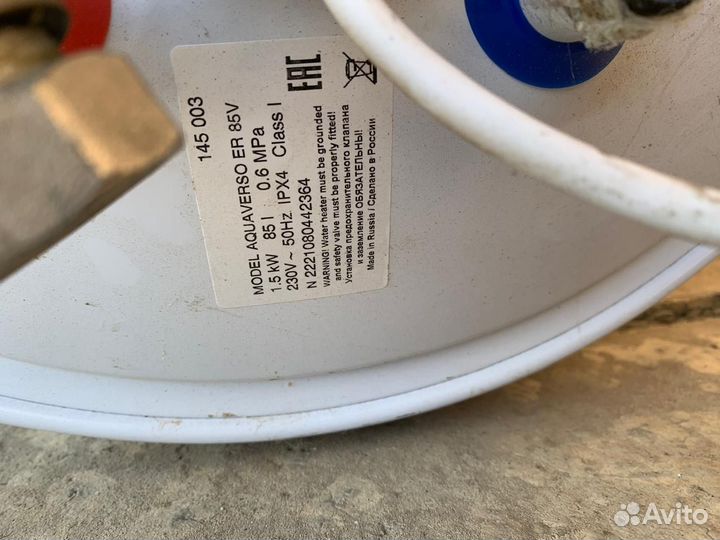 145 003
EAC
MODEL AQUAVERSO ER 85V
1.5 kW 85 l 0.6 MPa
230V ~ 50Hz IPX4 Class I
N 2221080442364
WARNING! Water heater must be grounded
and safety valve must be properly fitted!
Установка предохранительного клапана
и заземление ОБЯЗАТЕЛЬНЫ!
Made in Russia / Сделано в России
Avito